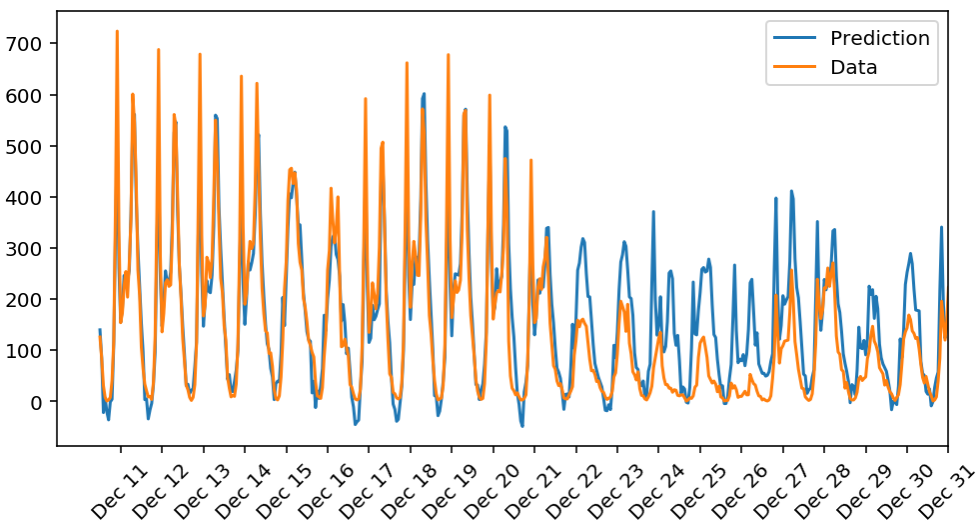 700
600
500
400
300
200
100
0
Prediction
Data
Dec 11
Dec 12
Dec 13
Dec 14
Dec 15
Dec 16
Dec 17
Dec 18
Dec 19
Dec 20
Dec 21
Dec 22
Dec 23
Dec 24
Dec 25
Dec 26
Dec 27
Dec 28
Dec 29
Dec 30
Dec 31